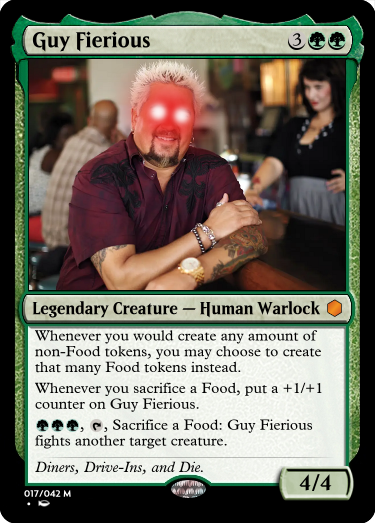 Guy Fierious 3
Legendary Creature — Human Warlock
Whenever you would create any amount of
non-Food tokens, you may choose to create
that many Food tokens instead.
Whenever you sacrifice a Food, put a +1/+1
counter on Guy Fierious.
, , Sacrifice a Food: Guy Fierious
fights another target creature.
Diners, Drive-Ins, and Die.
4/4
017/042 M